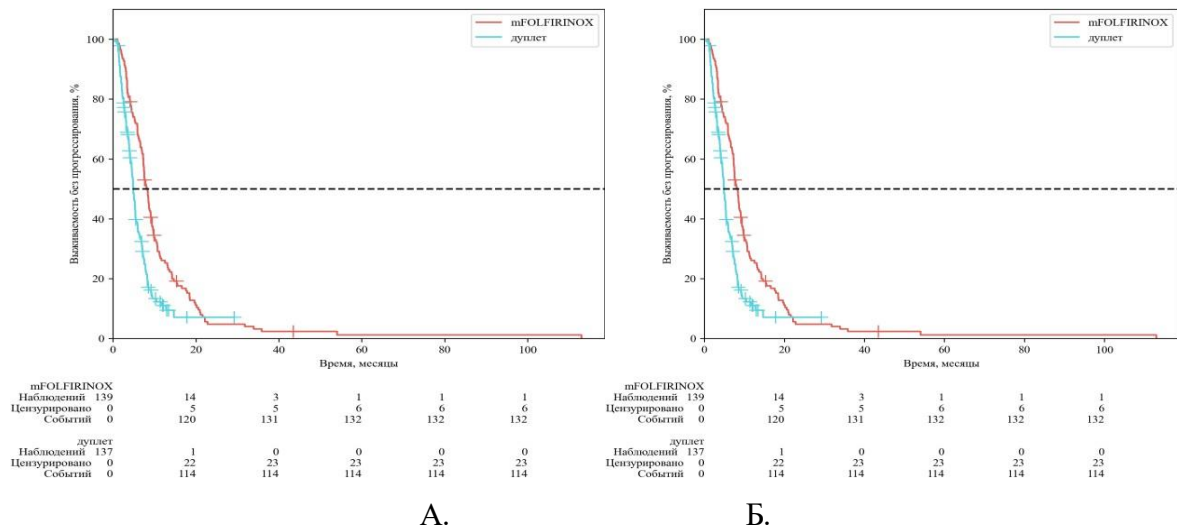 mFOLFIRINOX
дуплет
100
80
60
40
20
0
Выживаемость без прогрессирования, %
0 20 40 60 80 100
Время, месяцы
mFOLFIRINOX
Наблюдений 139 14 3 1 1 1
Цензурировано 0 5 5 6 6 6
Событий 0 120 131 132 132 132
дуплет
Наблюдений 137 1 0 0 0 0
Цензурировано 0 22 23 23 23 23
Событий 0 114 114 114 114 114
А.
mFOLFIRINOX
дуплет
100
80
60
40
20
0
Выживаемость без прогрессирования, %
0 20 40 60 80 100
Время, месяцы
mFOLFIRINOX
Наблюдений 139 14 3 1 1 1
Цензурировано 0 5 5 6 6 6
Событий 0 120 131 132 132 132
дуплет
Наблюдений 137 1 0 0 0 0
Цензурировано 0 22 23 23 23 23
Событий 0 114 114 114 114 114
Б.